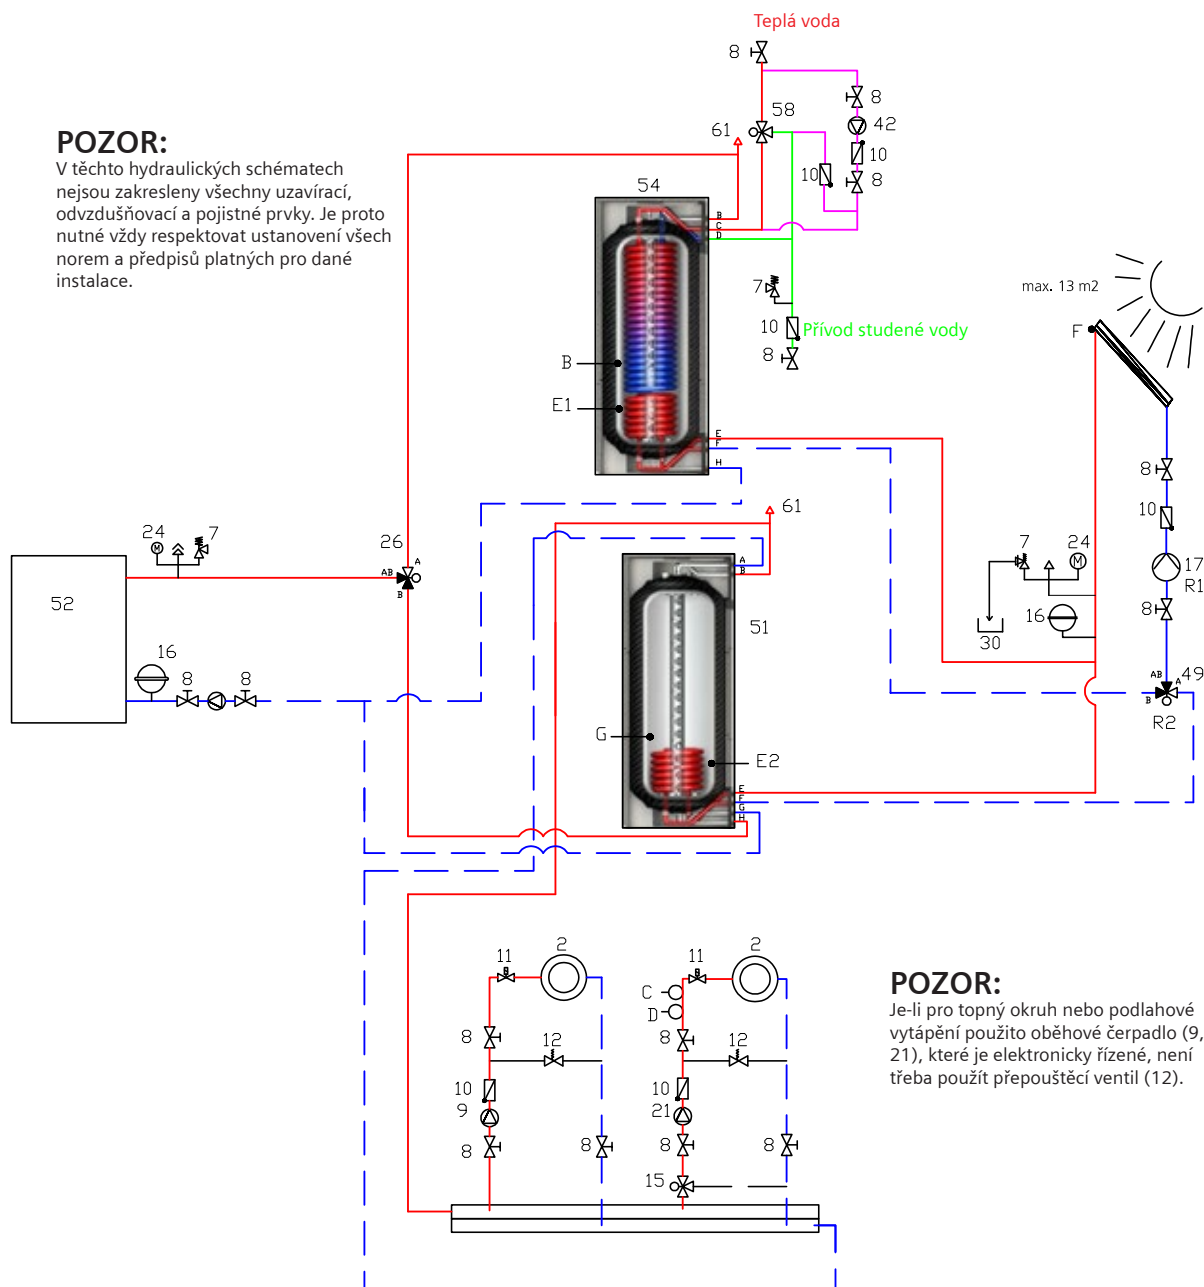 Teplá voda
8
8
58
61
42
10
10
8
54
B
C
D
POZOR:
V těchto hydraulických schématech
nejsou zakresleny všechny uzavírací,
odvzdušňovací a pojistné prvky. Je proto
nutné vždy respektovat ustanovení všech
norem a předpisů platných pro dané
instalace.
7
max. 13 m2
10
Přívod studené vody
F
8
B
E1
E
F
H
8
10
61
24
7
26
A
AB
B
7
24
17
R1
A
B
52
51
16
8
30
16
8
8
AB
A
49
B
R2
G
E2
E
F
G
H
2
2
11
11
C
D
8
12
8
12
10
10
9
21
8
8
8
8
15
POZOR:
Je-li pro topný okruh nebo podlahové
vytápění použito oběhové čerpadlo (9,
21), které je elektronicky řízené, není
třeba použít přepouštěcí ventil (12).